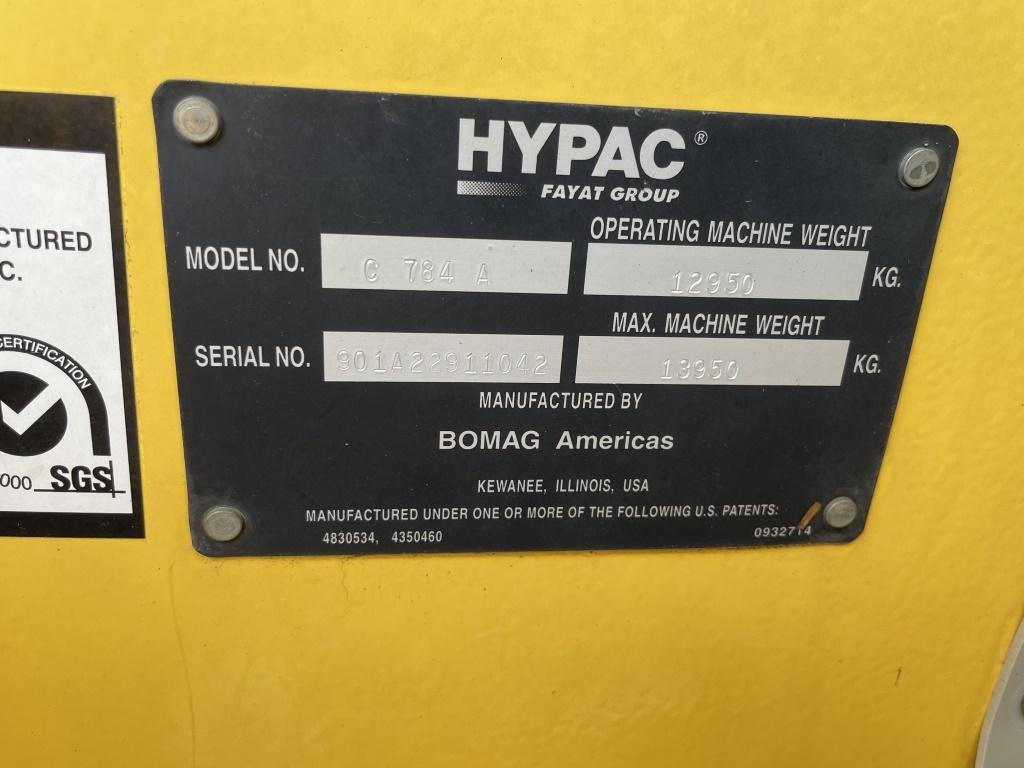 HYPAC®
FAYAT GROUP
OPERATING MACHINE WEIGHT
MODEL NO. C 784 A 12950 KG.
MAX. MACHINE WEIGHT
SERIAL NO. 901A22911042 13950 KG.
MANUFACTURED BY
BOMAG Americas
KEWANEE, ILLINOIS, USA
MANUFACTURED UNDER ONE OR MORE OF THE FOLLOWING U.S. PATENTS:
4830534, 4350460 0932714
CTURED
C.
CERTIFICATION
000 SGS